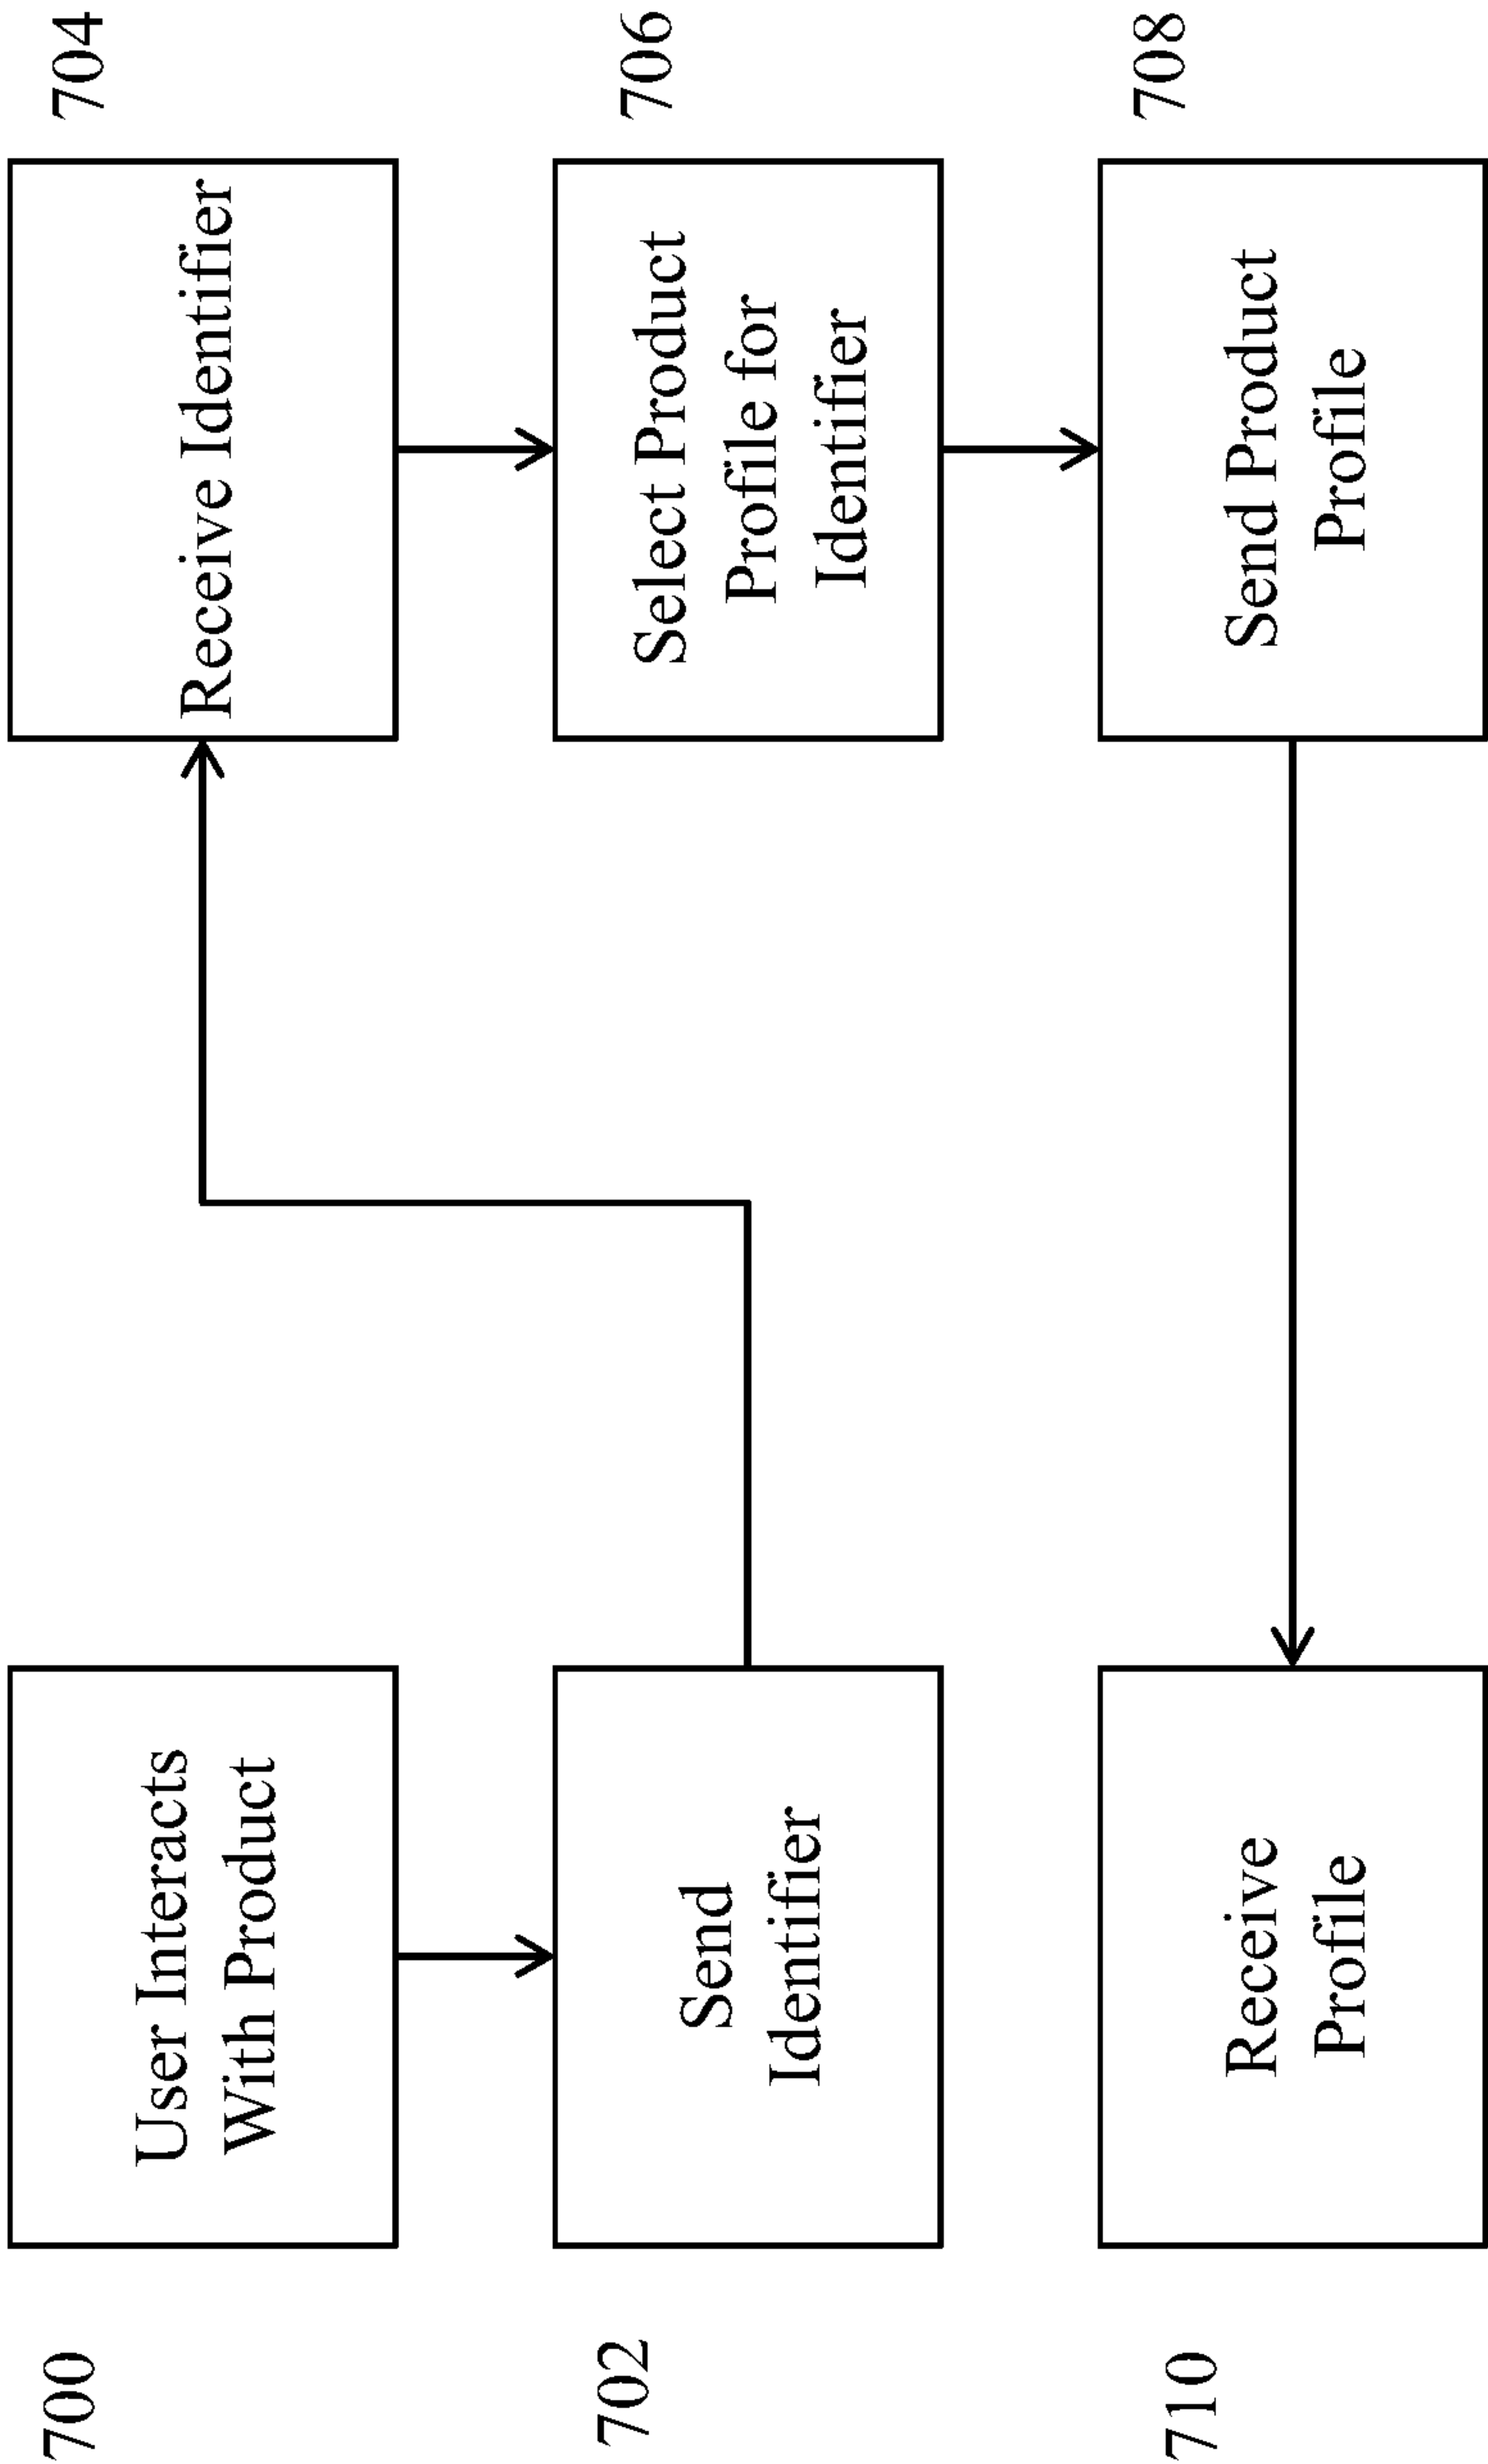 700
User Interacts
With Product
Receive Identifier
704
702
Send
Identifier
Select Product
Profile for
Identifier
706
710
Receive
Profile
Send Product
Profile
708